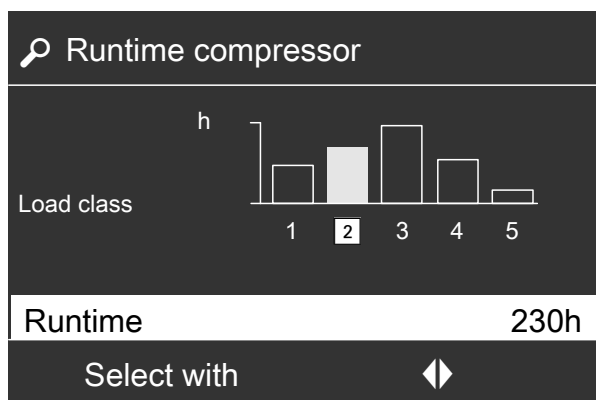 Runtime compressor
h
Load class
1 2 3 4 5
Runtime 230h
Select with